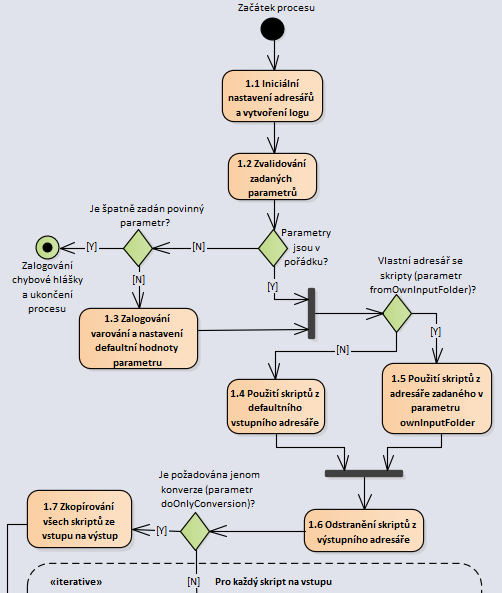 Začátek procesu
1.1 Iniciální
nastavení adresářů
a vytvoření logu
1.2 Zvalidování
zadaných
parametrů
Je špatně zadán povinný
parametr?
Parametry
jsou v
pořádku?
[Y]
[N]
[N]
[Y]
Zalogování
chybové hlášky
a ukončení
procesu
Vlastní adresář se
skripty (parametr
fromOwnInputFolder)?
1.3 Zalogování
varování a nastavení
defaultní hodnoty
parametru
[Y]
[N]
1.4 Použití skriptů z
defaultního
vstupního adresáře
1.5 Použití skriptů z
adresáře zadaného v
parametru
ownInputFolder
Je požadována jenom
konverze (parametr
doOnlyConversion)?
1.7 Zkopírování
všech skriptů ze
vstupu na výstup
[Y]
1.6 Odstranění skriptů z
výstupního adresáře
«iterative»
[N]
Pro každý skript na vstupu